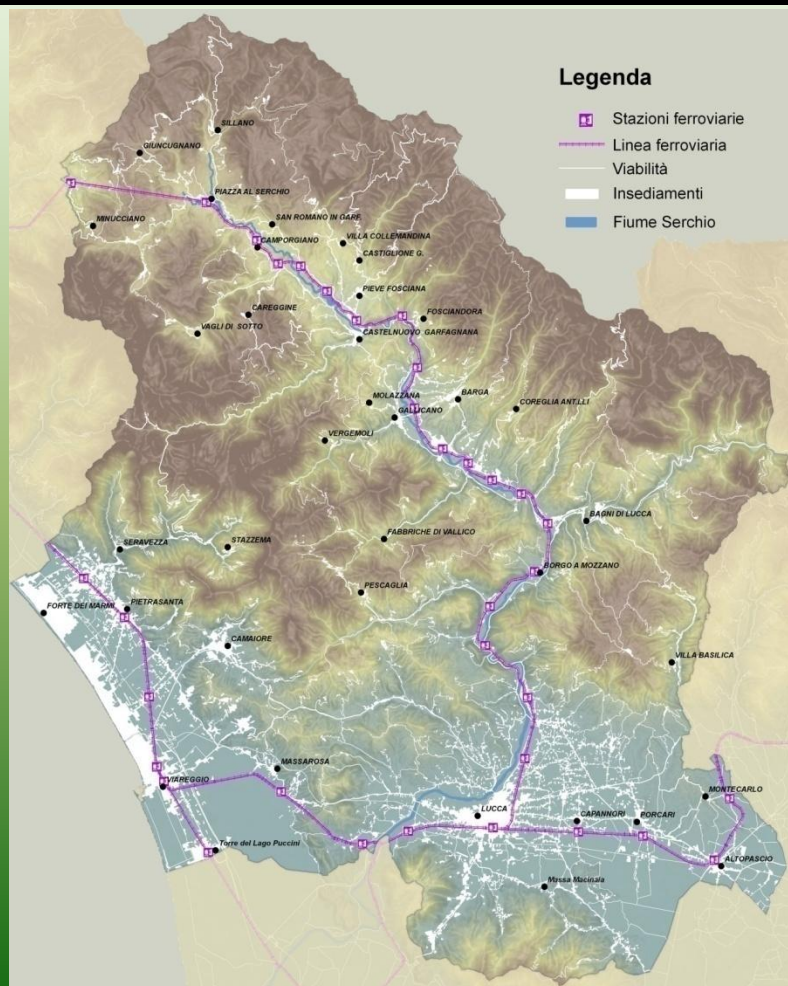 Legenda
Stazioni ferroviarie
Linea ferroviaria
Viabilità
Insediamenti
Fiume Serchio
SILLANO
GIUNCUGNANO
PIAZZA AL SERCHIO
MINUCCIANO
SAN ROMANO IN GARF.
VILLA COLLEMANDINA
CAMPORGIANO
CASTIGLIONE G.
PIEVE FOSCIANA
CAREGGINE
FOSCIANDORA
VAGLI DI SOTTO
CASTELNUOVO GARFAGNANA
MOLAZZANA
BARGA
COREGLIA ANT.LLI
GALLICANO
VERGEMOLI
BAGNI DI LUCCA
SERAVEZZA
STAZZEMA
FABBRICHE DI VALLICO
BORGO A MOZZANO
PESCAGLIA
FORTE DEI MARMI
PIETRASANTA
CAMAIORE
VILLA BASILICA
MASSAROSA
VIAREGGIO
MONTECARLO
LUCCA
CAPANNORI
PORCARI
Torre del Lago Puccini
ALTOPASCIO
Massa Macinaia